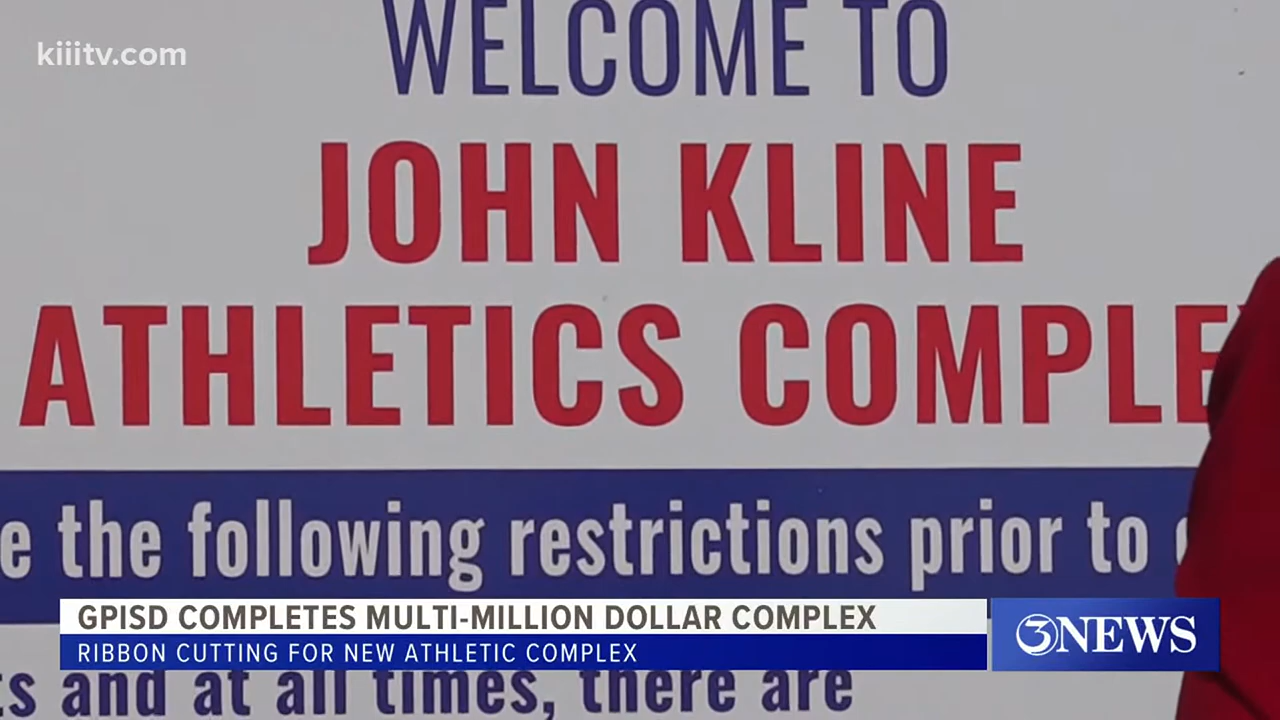 kiiitv.com
WELCOME TO
JOHN KLINE
ATHLETICS COMPLE
e the following restrictions prior to
GPISD COMPLETES MULTI-MILLION DOLLAR COMPLEX
3NEWS
RIBBON CUTTING FOR NEW ATHLETIC COMPLEX
ts and at all times, there are